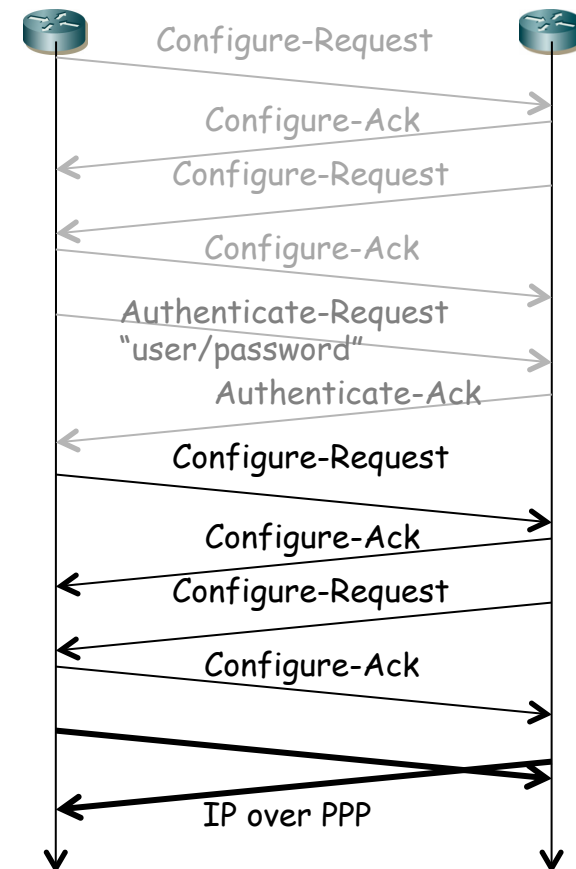 Configure-Request
Configure-Ack
Configure-Request
Configure-Ack
Authenticate-Request
“user/password”
Authenticate-Ack
Configure-Request
Configure-Ack
Configure-Request
Configure-Ack
IP over PPP